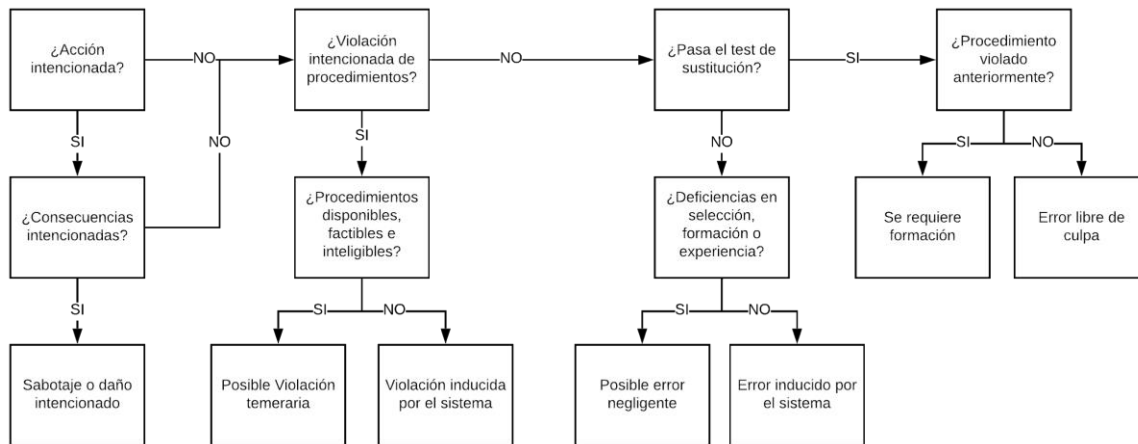 ¿Acción
intencionada?
NO
¿Violación
intencionada de
procedimientos?
NO
¿Pasa el test de
sustitución?
SI
¿Procedimiento
violado
anteriormente?
SI
NO
SI
NO
SI
NO
¿Consecuencias
intencionadas?
¿Procedimientos
disponibles,
factibles e
inteligibles?
¿Deficiencias en
selección,
formación o
experiencia?
Se requiere
formación
Error libre de
culpa
SI
SI
NO
SI
NO
Sabotaje o daño
intencionado
Posible Violación
temeraria
Violación inducida
por el sistema
Posible error
negligente
Error inducido por
el sistema